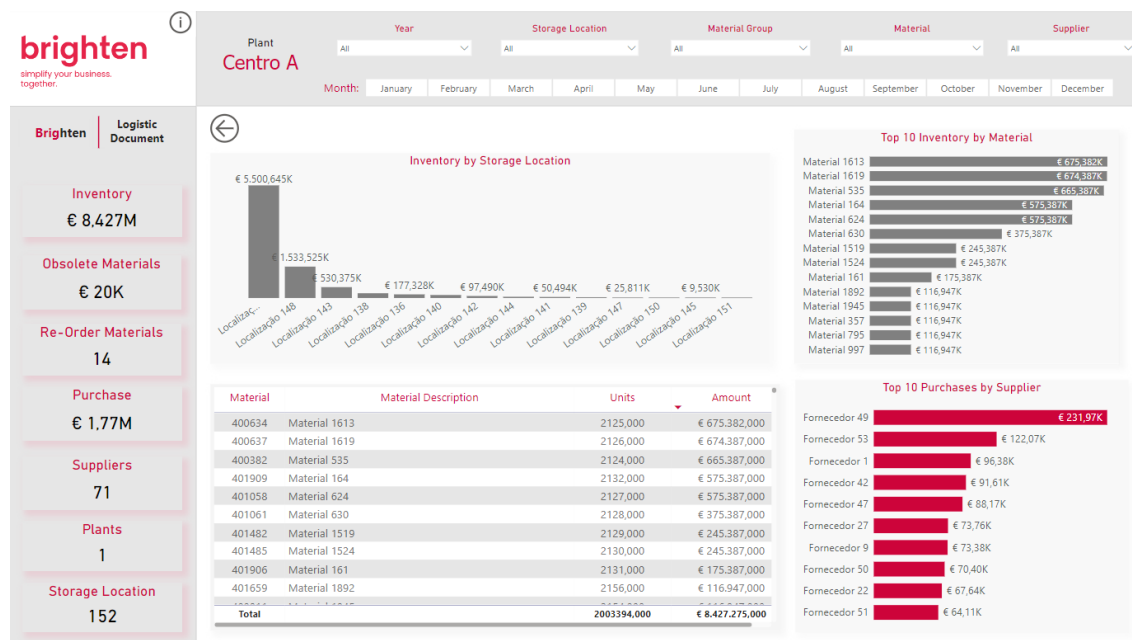 brighten
simplify your business.
together.
i
Plant
Centro A
Year
All
Storage Location
All
Material Group
All
Material
All
Supplier
All
Month:
January
February
March
April
May
June
July
August
September
October
November
December
Brighten
Logistic
Document
Inventory
€ 8,427M
Obsolete Materials
€ 20K
Re-Order Materials
14
Purchase
€ 1,77M
Suppliers
71
Plants
1
Storage Location
152
Inventory by Storage Location
€ 5.500,645K
€ 1.533,525K
€ 530,375K
€ 177,328K
€ 97,490K
€ 50,494K
€ 25,811K
€ 9,530K
Localizaç...
Localização 148
Localização 143
Localização 138
Localização 136
Localização 140
Localização 142
Localização 144
Localização 141
Localização 139
Localização 147
Localização 150
Localização 145
Localização 151
Top 10 Inventory by Material
Material 1613 € 675,382K
Material 1619 € 674,387K
Material 535 € 665,387K
Material 164 € 575,387K
Material 624 € 575,387K
Material 630 € 375,387K
Material 1519 € 245,387K
Material 1524 € 245,387K
Material 161 € 175,387K
Material 1892 € 116,947K
Material 1945 € 116,947K
Material 357 € 116,947K
Material 795 € 116,947K
Material 997 € 116,947K
Material Material Description Units Amount
400634 Material 1613 2125,000 € 675.382,000
400637 Material 1619 2126,000 € 674.387,000
400382 Material 535 2124,000 € 665.387,000
401909 Material 164 2132,000 € 575.387,000
401058 Material 624 2127,000 € 575.387,000
401061 Material 630 2128,000 € 375.387,000
401482 Material 1519 2129,000 € 245.387,000
401485 Material 1524 2130,000 € 245.387,000
401906 Material 161 2131,000 € 175.387,000
401659 Material 1892 2156,000 € 116.947,000
Total 2003394,000 € 8.427.275,000
Top 10 Purchases by Supplier
Fornecedor 49 € 231,97K
Fornecedor 53 € 122,07K
Fornecedor 1 € 96,38K
Fornecedor 42 € 91,61K
Fornecedor 47 € 88,17K
Fornecedor 27 € 73,76K
Fornecedor 9 € 73,38K
Fornecedor 50 € 70,40K
Fornecedor 22 € 67,64K
Fornecedor 51 € 64,11K